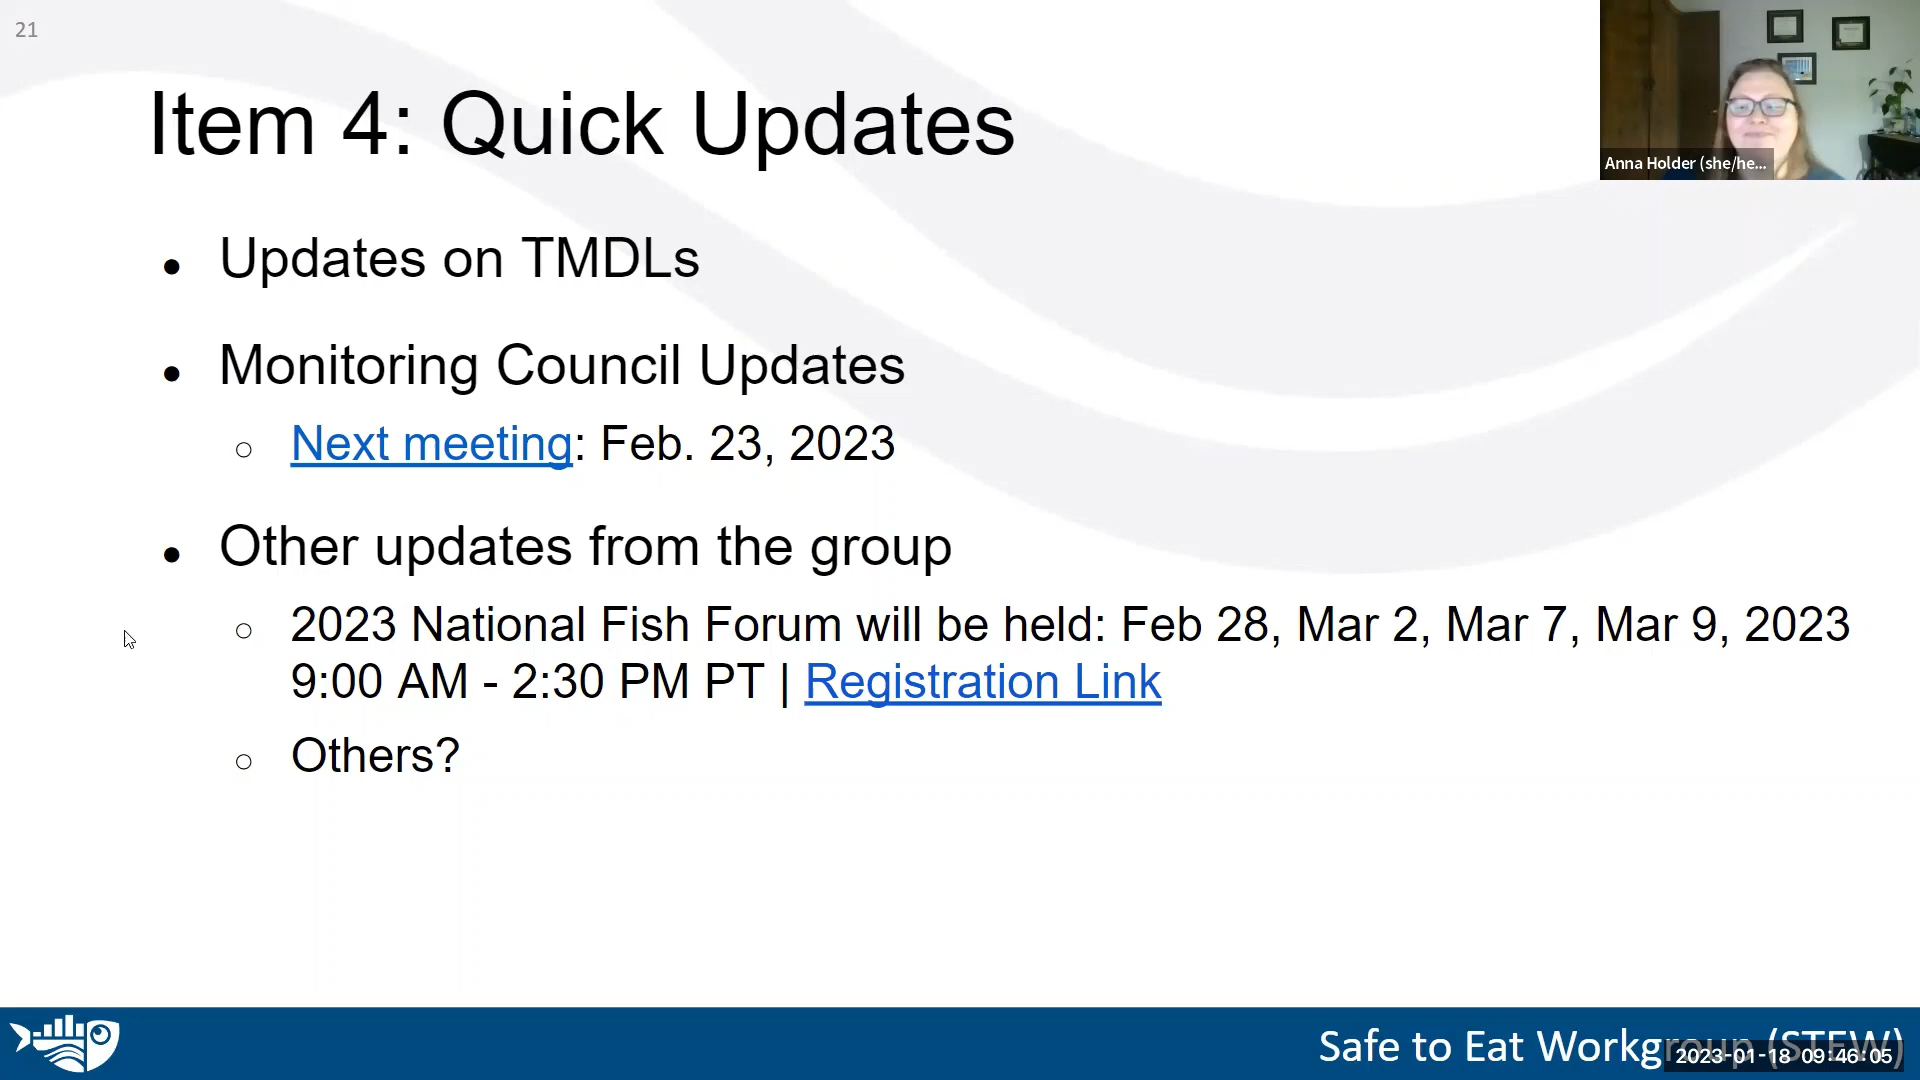 21
Item 4: Quick Updates
Anna Holder (she/he...
● Updates on TMDLs
● Monitoring Council Updates
○ Next meeting: Feb. 23, 2023
● Other updates from the group
○ 2023 National Fish Forum will be held: Feb 28, Mar 2, Mar 7, Mar 9, 2023
9:00 AM - 2:30 PM PT | Registration Link
○ Others?
Safe to Eat Workgroup (STEW)
2023-01-18 09:46:05